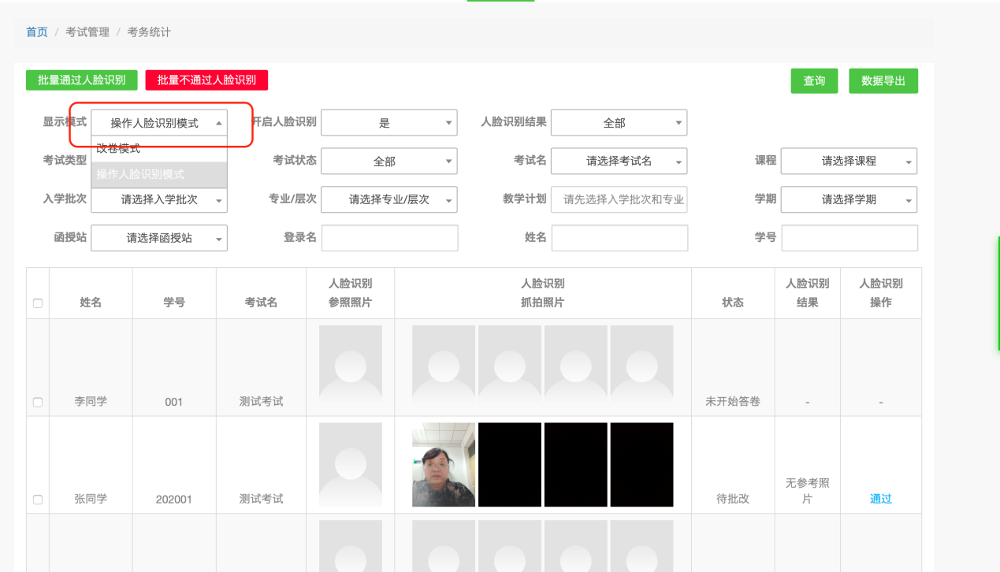 首页 / 考试管理 / 考务统计
批量通过人脸识别 批量不通过人脸识别 查询 数据导出
显示模式 操作人脸识别模式 开启人脸识别 是 人脸识别结果 全部
改卷模式
考试类型 操作人脸识别模式 考试状态 全部 考试名 请选择考试名 课程 请选择课程
入学批次 请选择入学批次 专业/层次 请选择专业/层次 教学计划 请先选择入学批次和专业 学期 请选择学期
函授站 请选择函授站 登录名 姓名 学号
姓名 学号 考试名 人脸识别 参照照片 人脸识别 抓拍照片 状态 人脸识别 结果 人脸识别 操作
李同学 001 测试考试 未开始答卷 - -
张同学 202001 测试考试 待批改 无参考照片 通过